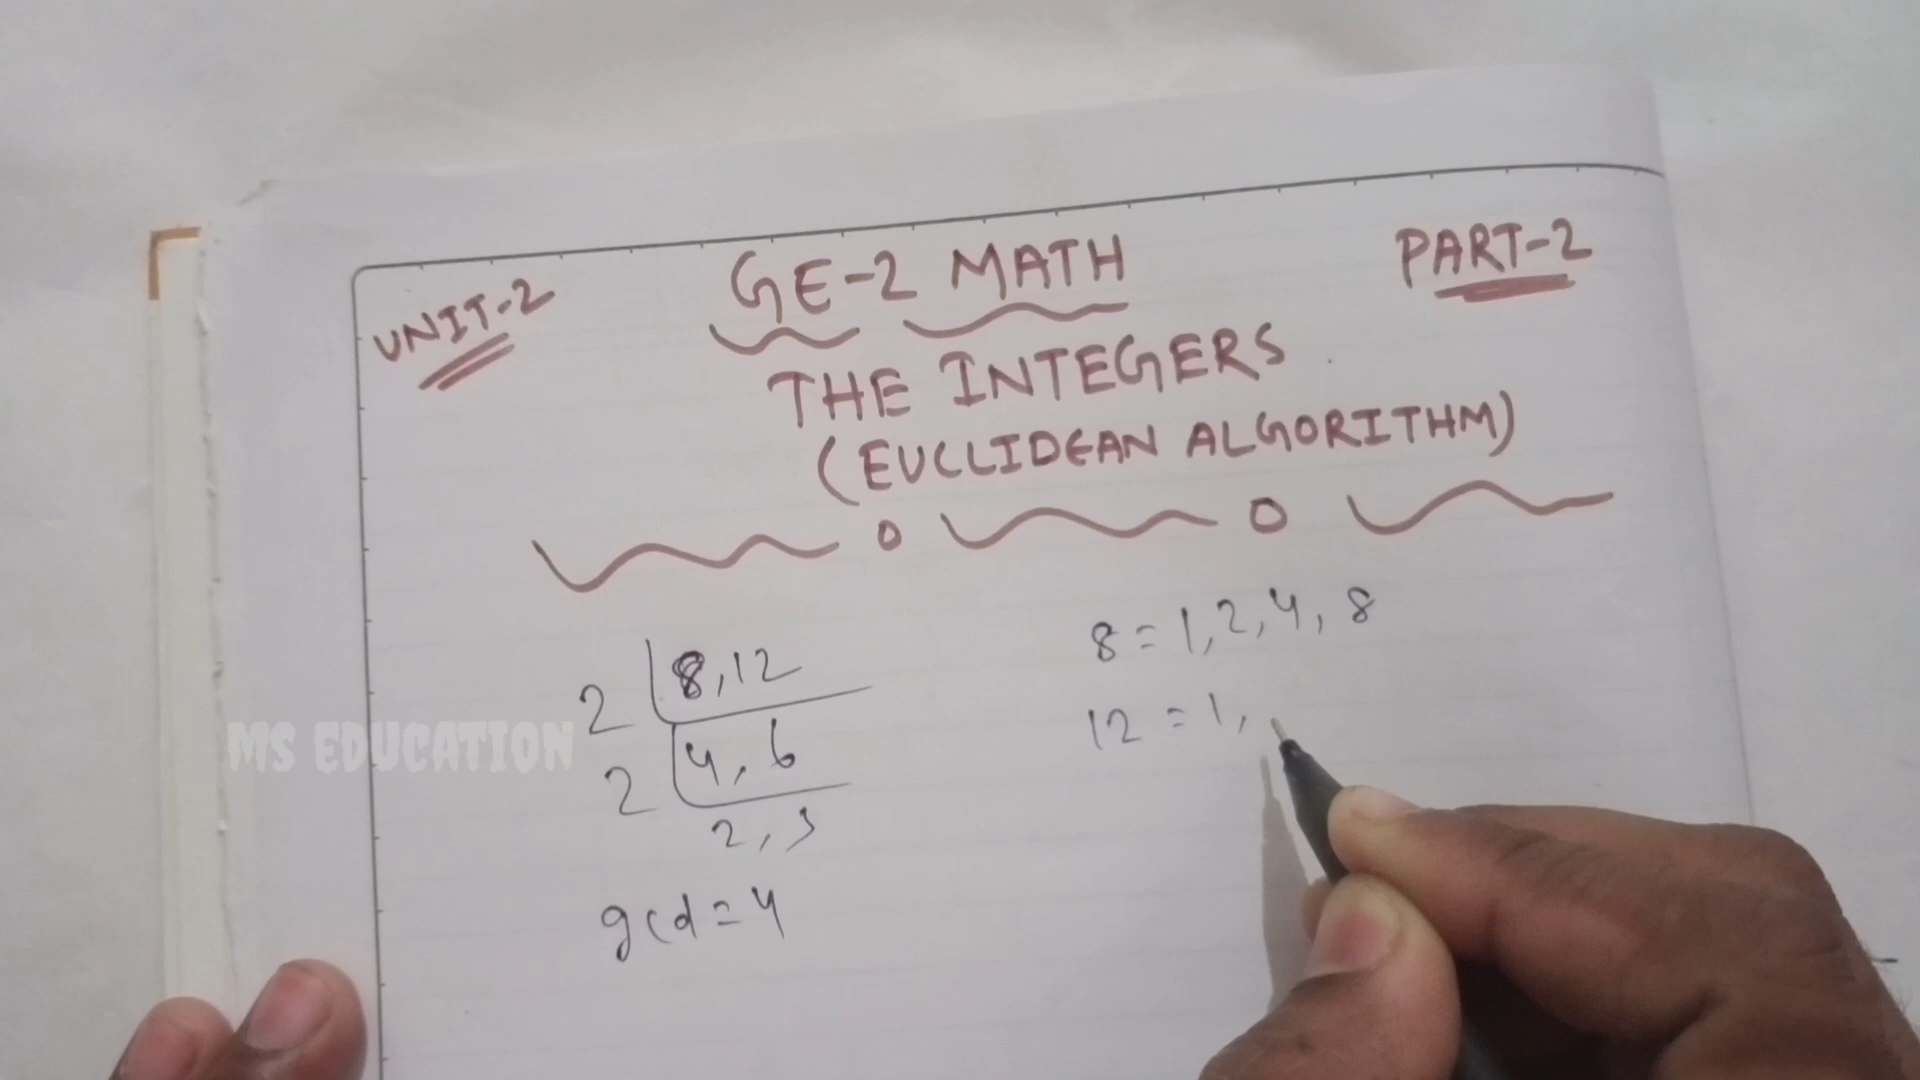 UNIT-2
GE-2 MATH
PART-2
THE INTEGERS
(EUCLIDEAN ALGORITHM)
2 8,12
2 4, 6
2, 3
gcd = 4
8 = 1,2,4, 8
12 = 1,
MS EDUCATION